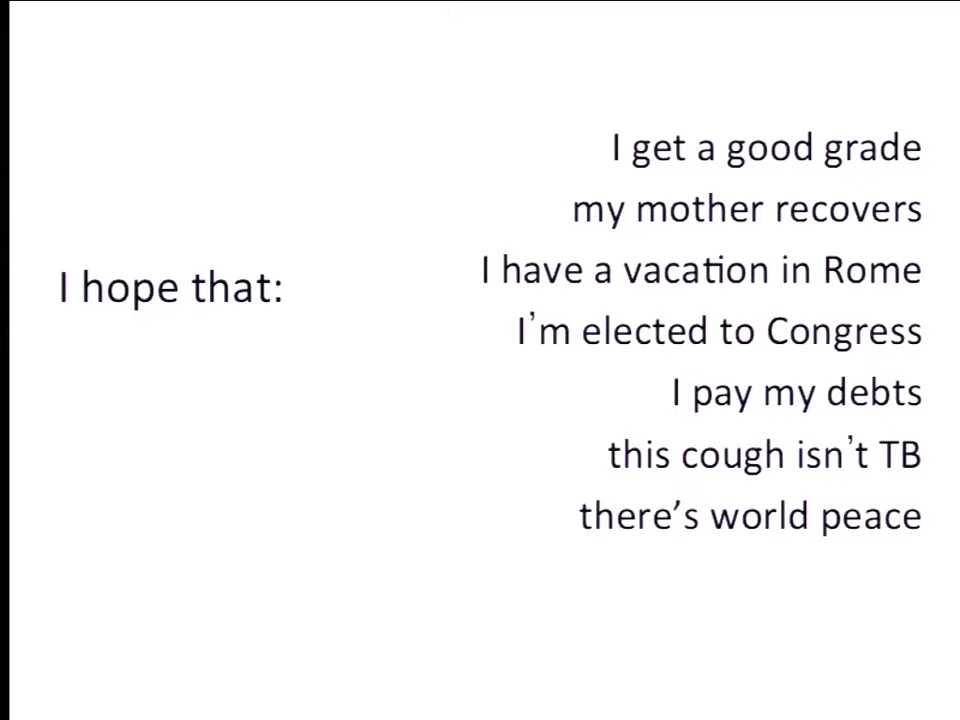 I hope that:
I get a good grade
my mother recovers
I have a vacation in Rome
I’m elected to Congress
I pay my debts
this cough isn’t TB
there’s world peace